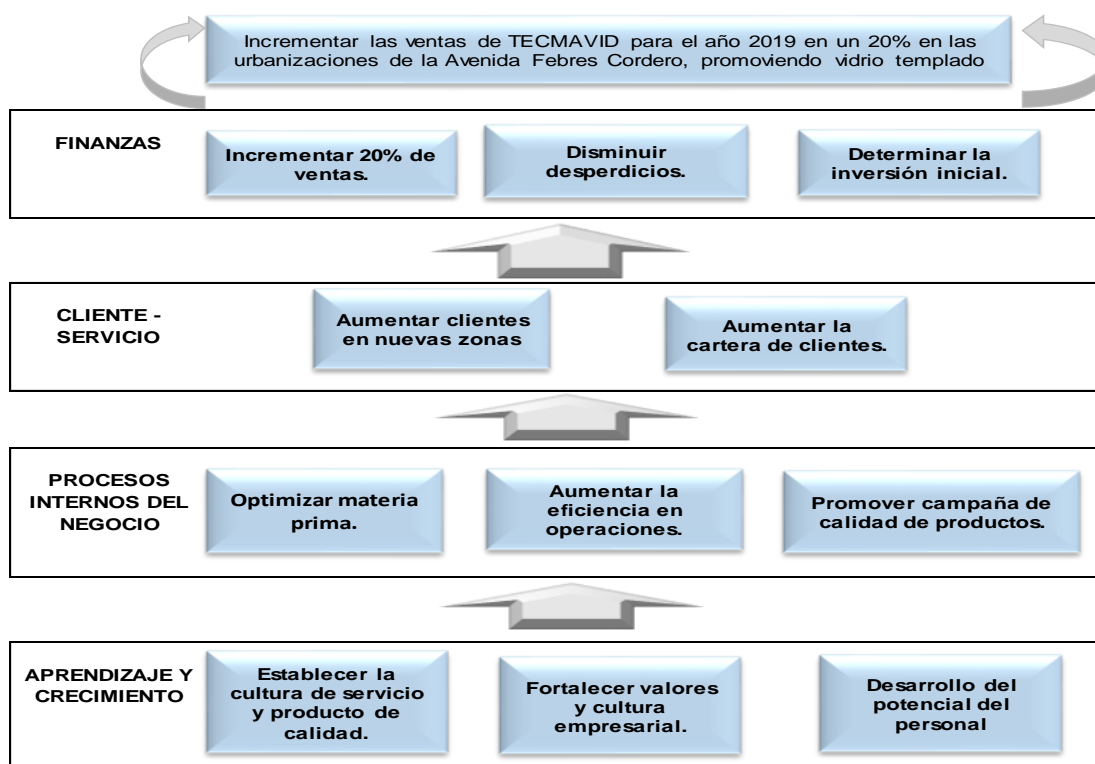 Incrementar las ventas de TECMAVID para el año 2019 en un 20% en las
urbanizaciones de la Avenida Febres Cordero, promoviendo vidrio templado
FINANZAS
Incrementar 20% de
ventas.
Disminuir
desperdicios.
Determinar la
inversión inicial.
CLIENTE -
SERVICIO
Aumentar clientes
en nuevas zonas
Aumentar la
cartera de clientes.
PROCESOS
INTERNOS DEL
NEGOCIO
Optimizar materia
prima.
Aumentar la
eficiencia en
operaciones.
Promover campaña de
calidad de productos.
APRENDIZAJE Y
CRECIMIENTO
Establecer la
cultura de servicio
y producto de
calidad.
Fortalecer valores
y cultura
empresarial.
Desarrollo del
potencial del
personal